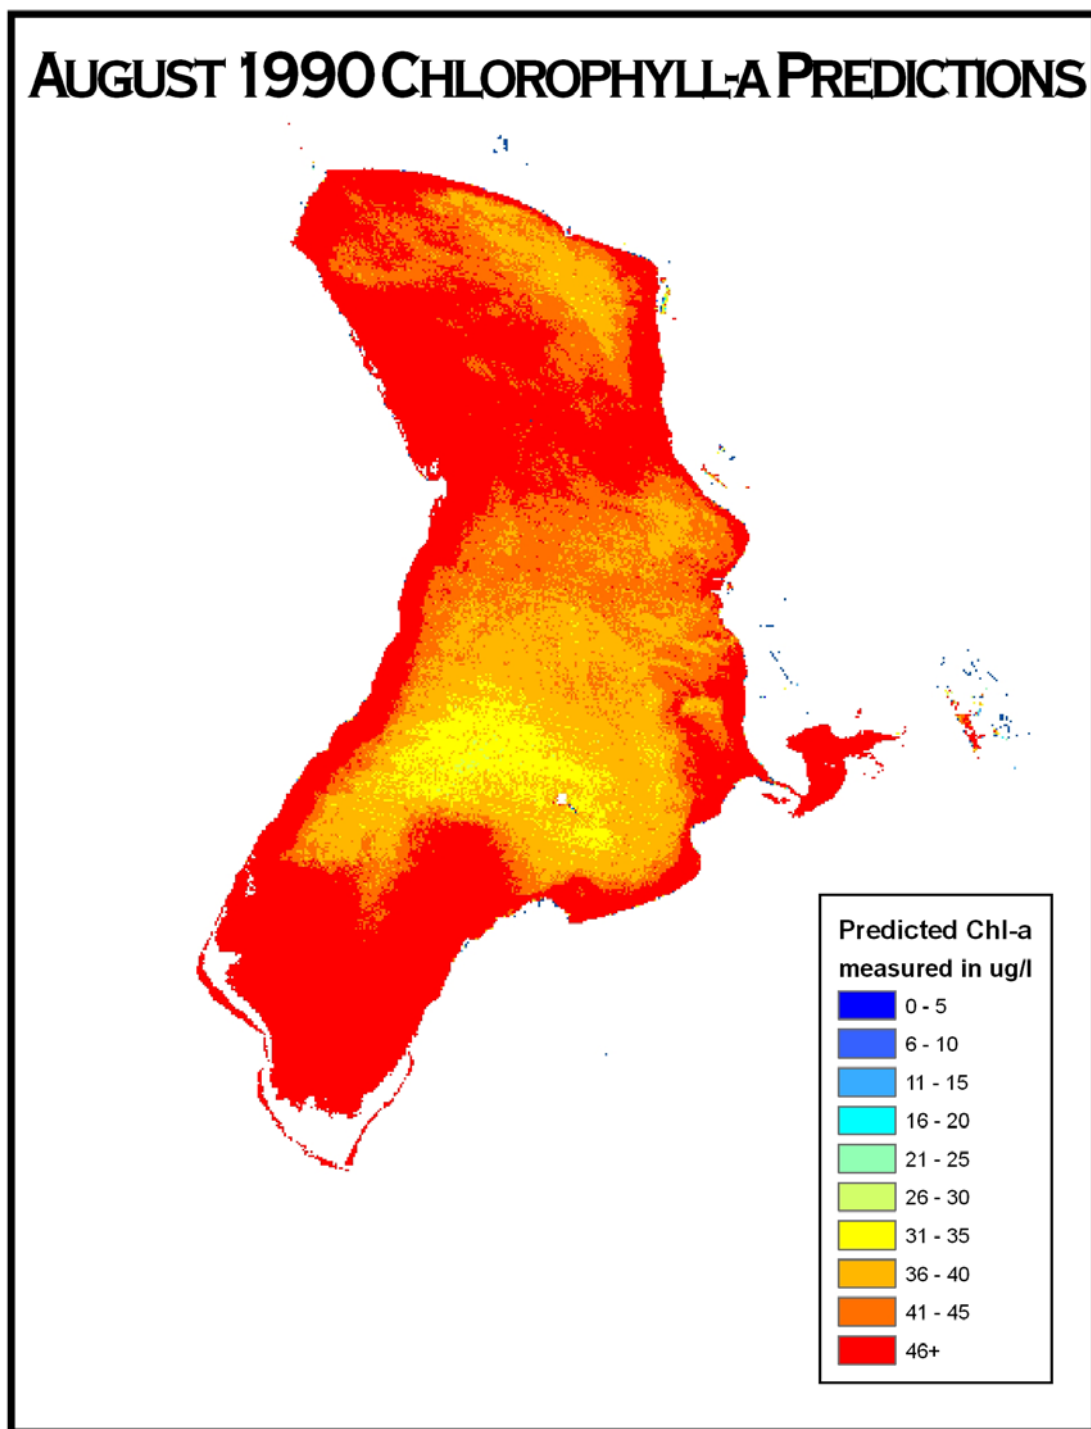 AUGUST 1990 CHLOROPHYLL-A PREDICTIONS
Predicted Chl-a
measured in ug/l
0 - 5
6 - 10
11 - 15
16 - 20
21 - 25
26 - 30
31 - 35
36 - 40
41 - 45
46+